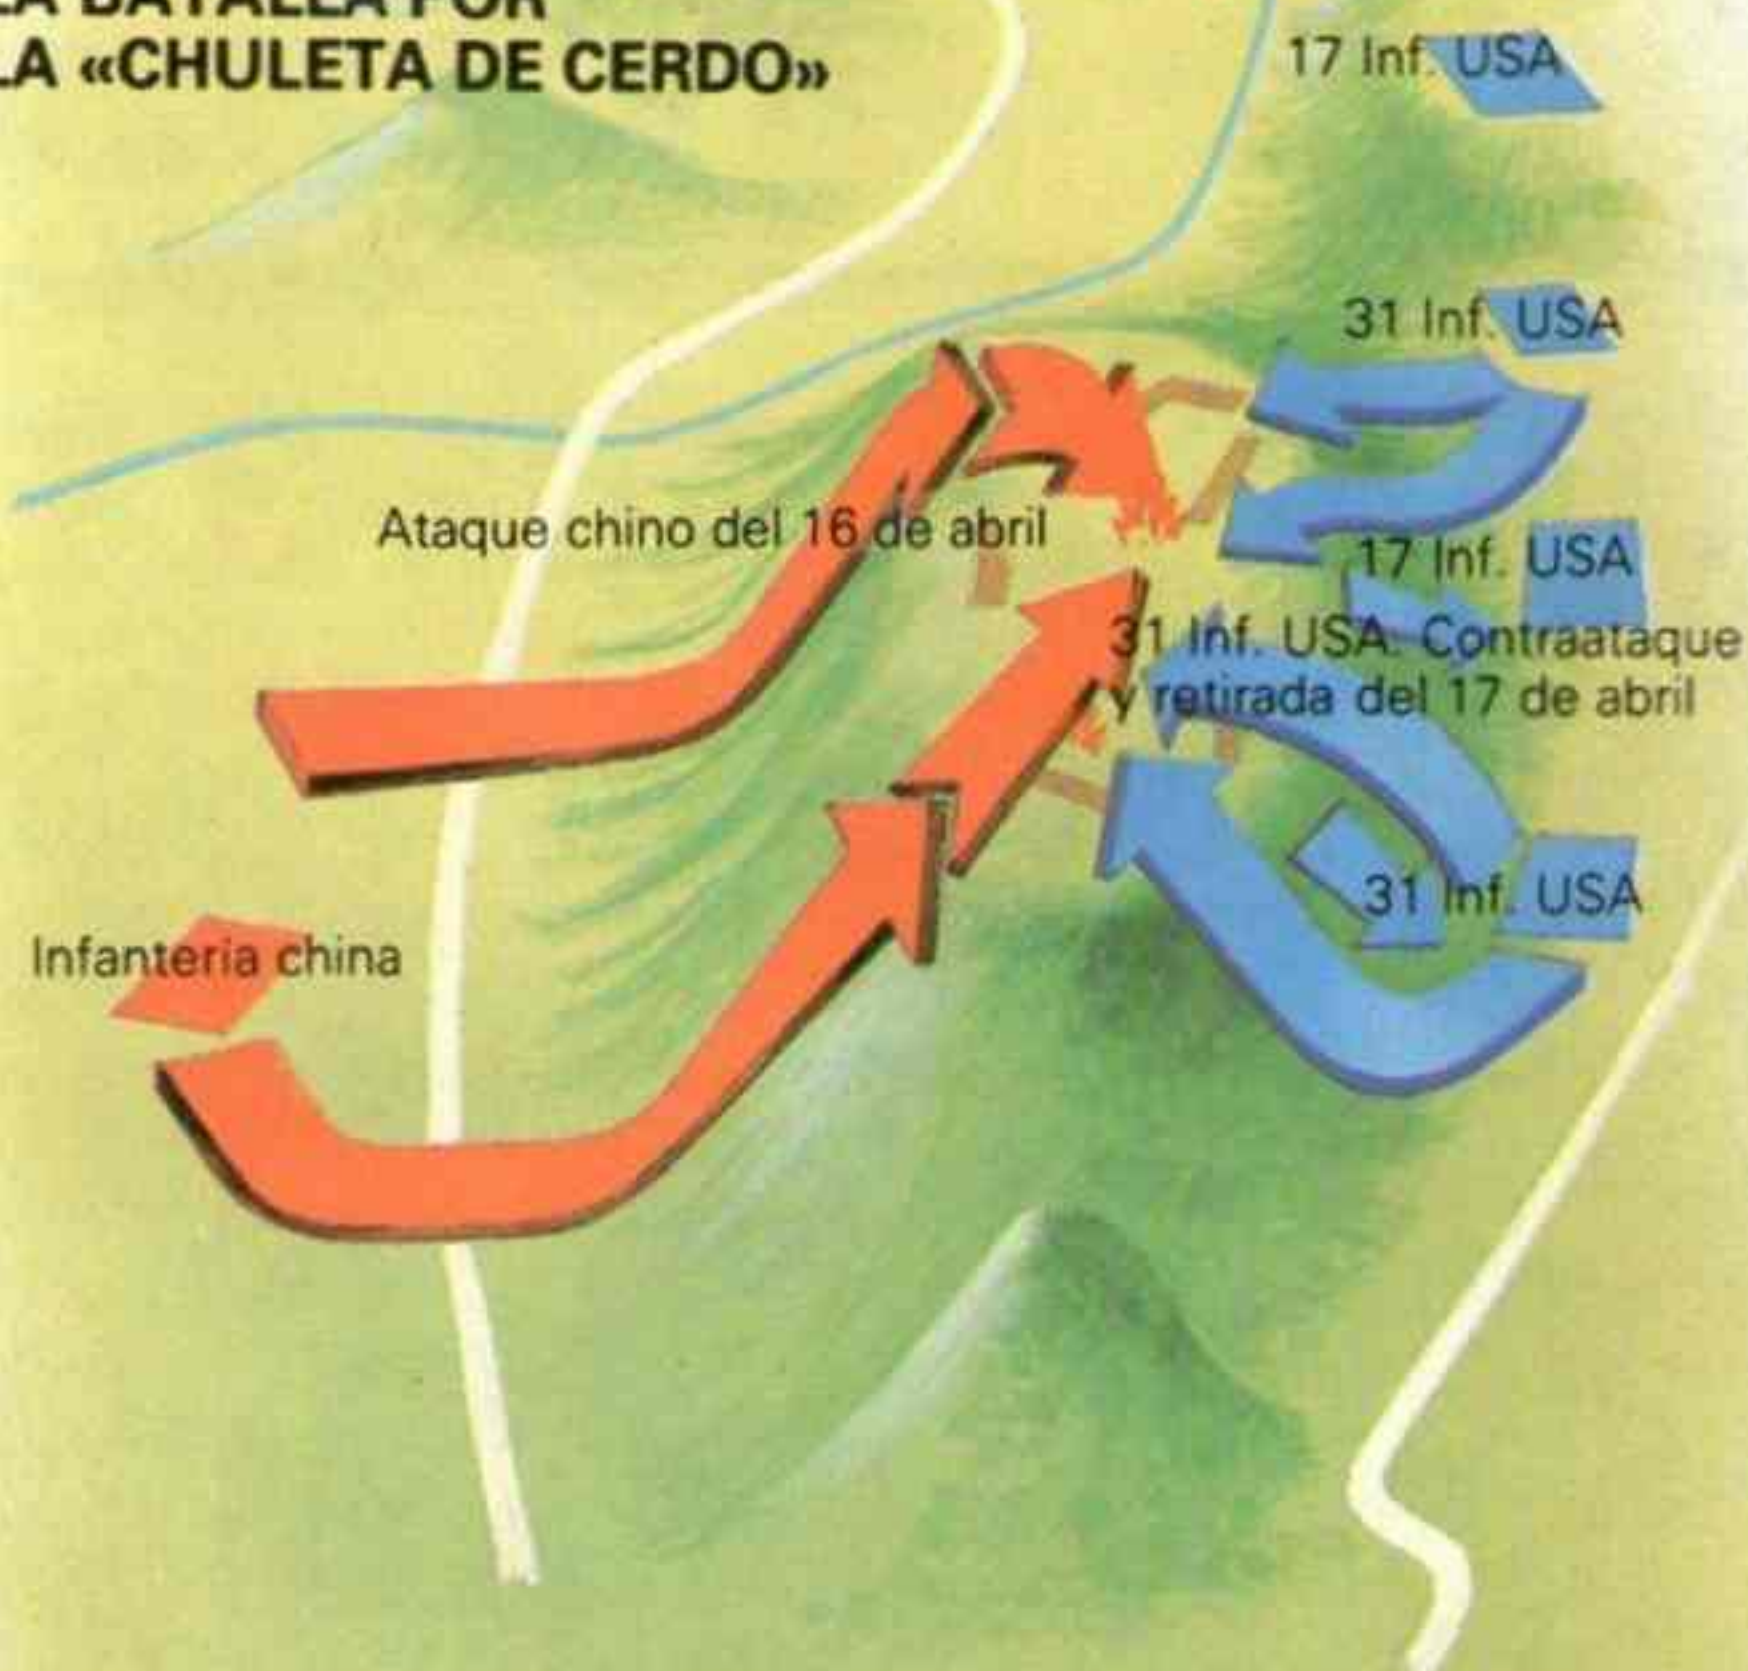 LA BATALLA POR
LA «CHULETA DE CERDO»
17 Inf. USA
31 Inf. USA
Ataque chino del 16 de abril
17 Inf. USA
31 Inf. USA: Contraataque
y retirada del 17 de abril
31 Inf. USA
Infantería china